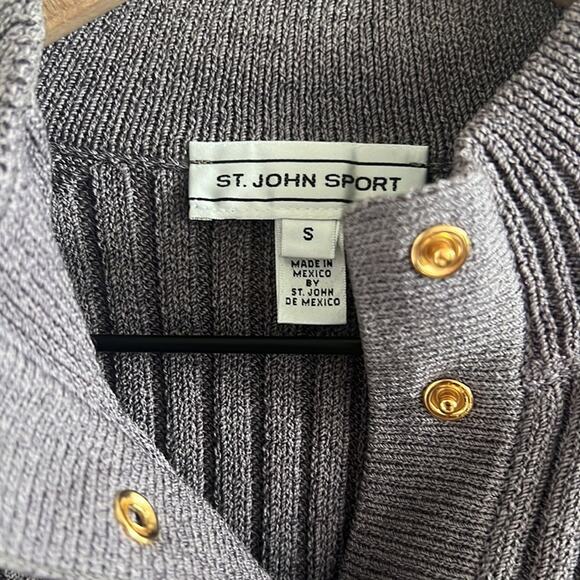 ST. JOHN SPORT
S
MADE IN
MEXICO
BY
ST. JOHN
DE MEXICO